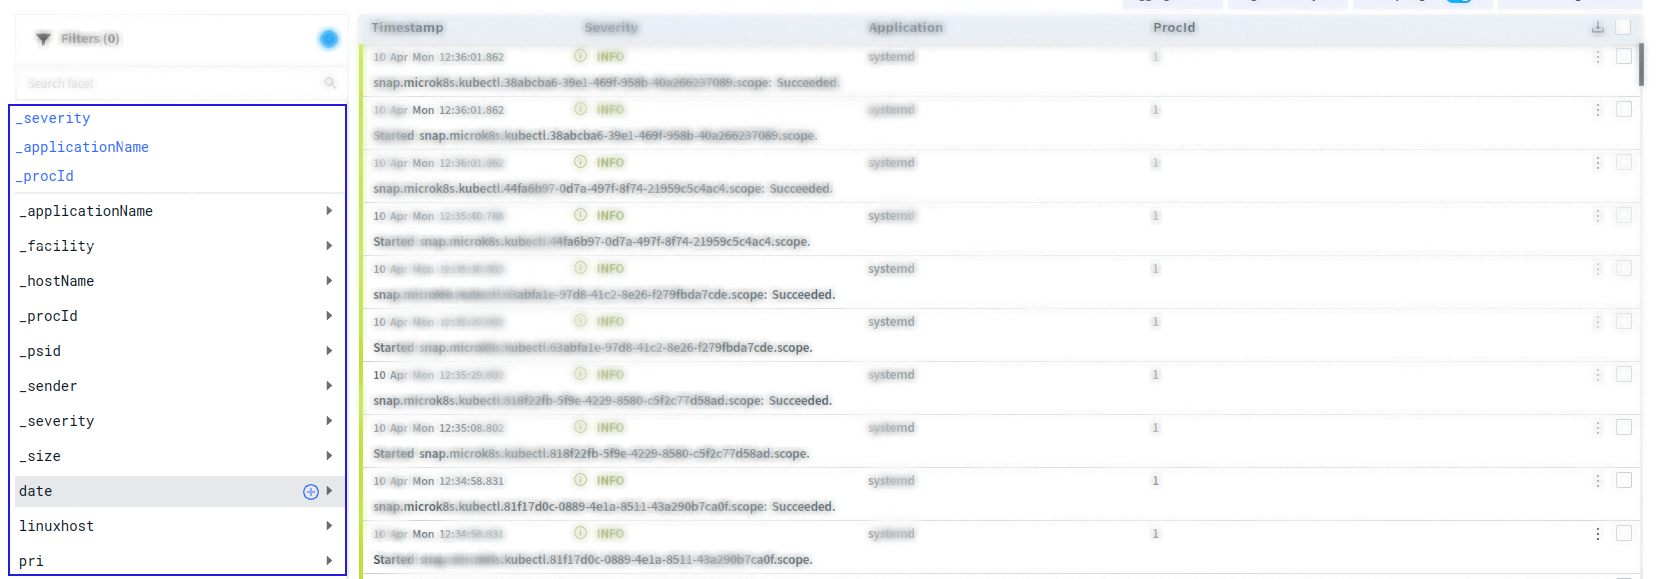 Filters (0)
Search facet
_severity
_applicationName
_procId
_applicationName
_facility
_hostName
_procId
_psid
_sender
_severity
_size
date
linuxhost
pri
Timestamp Severity Application ProcId
10 Apr Mon 12:36:01.862 INFO systemd 1
snap.microk8s.kubectl.38abcba6-39e1-469f-958b-40a266237089.scope: Succeeded.
10 Apr Mon 12:36:01.862 INFO systemd 1
Started snap.microk8s.kubectl.38abcba6-39e1-469f-958b-40a266237089.scope.
10 Apr Mon 12:36:01.862 INFO systemd 1
snap.microk8s.kubectl.44fa6b97-0d7a-497f-8f74-21959c5c4ac4.scope: Succeeded.
10 Apr Mon 12:35:40.788 INFO systemd 1
Started snap.microk8s.kubectl.44fa6b97-0d7a-497f-8f74-21959c5c4ac4.scope.
10 Apr Mon INFO systemd 1
snap.microk8s.kubectl.63abfa1e-97d8-41c2-8e26-f279fbda7cde.scope: Succeeded.
10 Apr Mon INFO systemd 1
Started snap.microk8s.kubectl.63abfa1e-97d8-41c2-8e26-f279fbda7cde.scope.
10 Apr Mon 12:35:29.802 INFO systemd 1
snap.microk8s.kubectl.818f22fb-5f9e-4229-8580-c5f2c77d58ad.scope: Succeeded.
10 Apr Mon 12:35:08.802 INFO systemd 1
Started snap.microk8s.kubectl.818f22fb-5f9e-4229-8580-c5f2c77d58ad.scope.
10 Apr Mon 12:34:58.831 INFO systemd 1
snap.microk8s.kubectl.81f17d0c-0889-4e1a-8511-43a290b7ca0f.scope: Succeeded.
10 Apr Mon 12:34:58.831 INFO systemd 1
Started snap.microk8s.kubectl.81f17d0c-0889-4e1a-8511-43a290b7ca0f.scope.